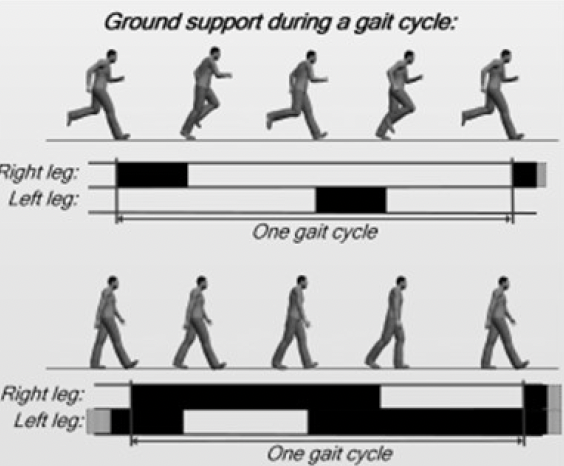 Ground support during a gait cycle:
Right leg:
Left leg:
One gait cycle
Right leg:
Left leg:
One gait cycle